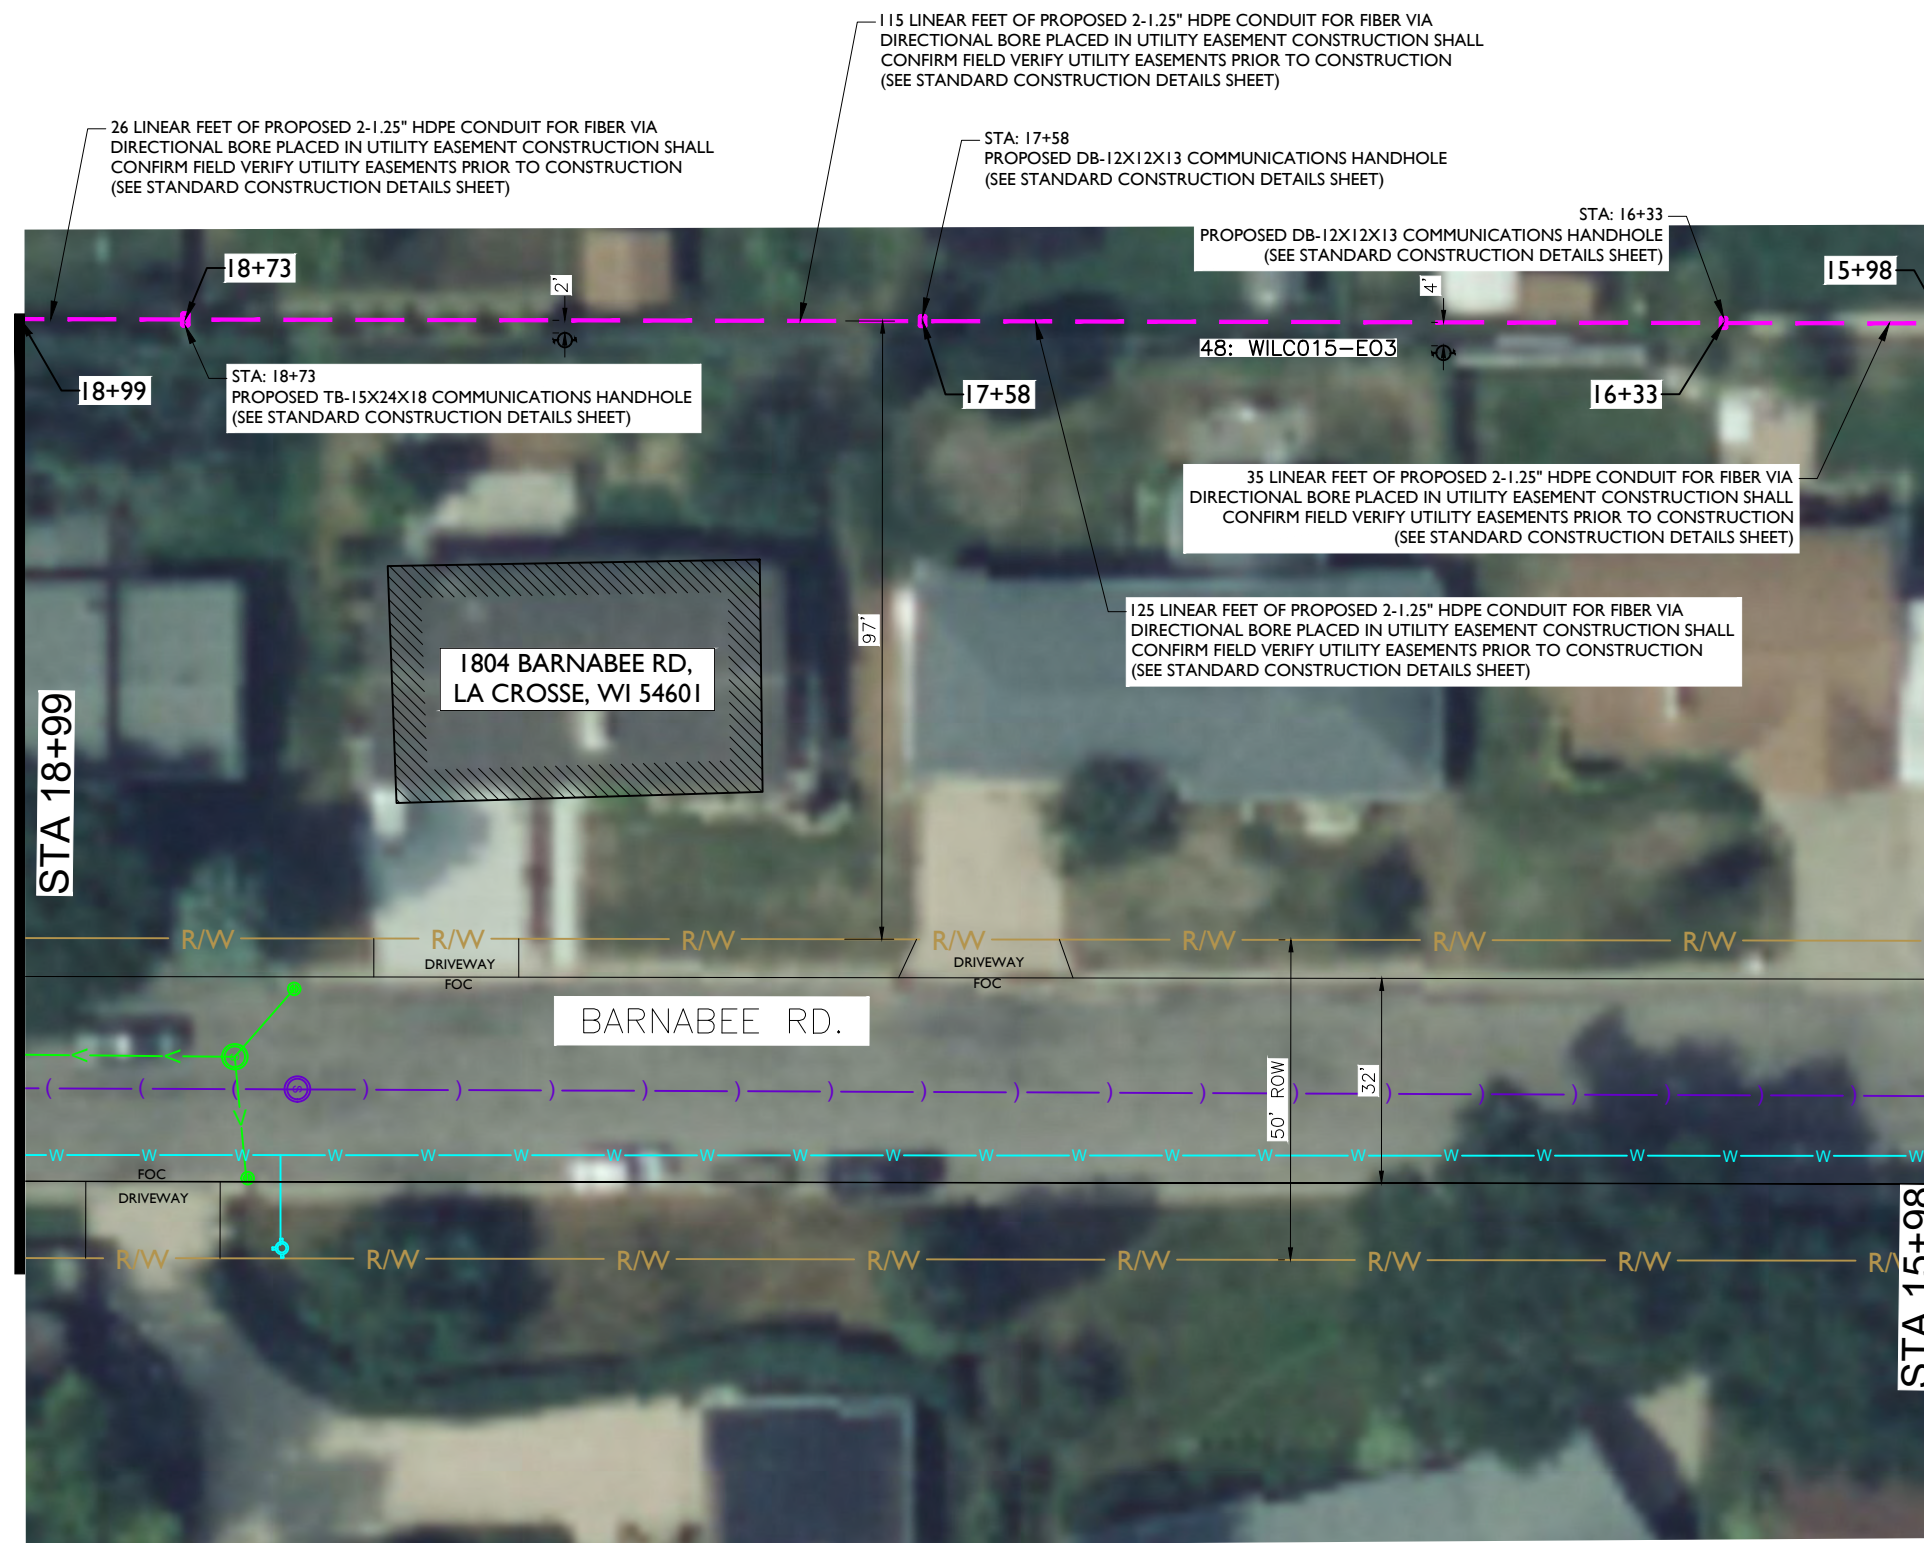 115 LINEAR FEET OF PROPOSED 2-1.25" HDPE CONDUIT FOR FIBER VIA
DIRECTIONAL BORE PLACED IN UTILITY EASEMENT CONSTRUCTION SHALL
CONFIRM FIELD VERIFY UTILITY EASEMENTS PRIOR TO CONSTRUCTION
(SEE STANDARD CONSTRUCTION DETAILS SHEET)
26 LINEAR FEET OF PROPOSED 2-1.25" HDPE CONDUIT FOR FIBER VIA
DIRECTIONAL BORE PLACED IN UTILITY EASEMENT CONSTRUCTION SHALL
CONFIRM FIELD VERIFY UTILITY EASEMENTS PRIOR TO CONSTRUCTION
(SEE STANDARD CONSTRUCTION DETAILS SHEET)
STA: 17+58
PROPOSED DB-12X12X13 COMMUNICATIONS HANDHOLE
(SEE STANDARD CONSTRUCTION DETAILS SHEET)
STA: 16+33
PROPOSED DB-12X12X13 COMMUNICATIONS HANDHOLE
(SEE STANDARD CONSTRUCTION DETAILS SHEET)
18+73
15+98
2'
4'
48: WILC015-E03
18+99
STA: 18+73
PROPOSED TB-15X24X18 COMMUNICATIONS HANDHOLE
(SEE STANDARD CONSTRUCTION DETAILS SHEET)
17+58
16+33
35 LINEAR FEET OF PROPOSED 2-1.25" HDPE CONDUIT FOR FIBER VIA
DIRECTIONAL BORE PLACED IN UTILITY EASEMENT CONSTRUCTION SHALL
CONFIRM FIELD VERIFY UTILITY EASEMENTS PRIOR TO CONSTRUCTION
(SEE STANDARD CONSTRUCTION DETAILS SHEET)
125 LINEAR FEET OF PROPOSED 2-1.25" HDPE CONDUIT FOR FIBER VIA
DIRECTIONAL BORE PLACED IN UTILITY EASEMENT CONSTRUCTION SHALL
CONFIRM FIELD VERIFY UTILITY EASEMENTS PRIOR TO CONSTRUCTION
(SEE STANDARD CONSTRUCTION DETAILS SHEET)
97'
1804 BARNABEE RD,
LA CROSSE, WI 54601
STA 18+99
R/W R/W R/W R/W R/W R/W R/W
DRIVEWAY DRIVEWAY
FOC FOC
BARNABEE RD.
50' ROW
32'
S
W W W W W W W W W W W W W W W W W W W W W
FOC
DRIVEWAY
R/W R/W R/W R/W R/W R/W R/W R/
STA 15+98